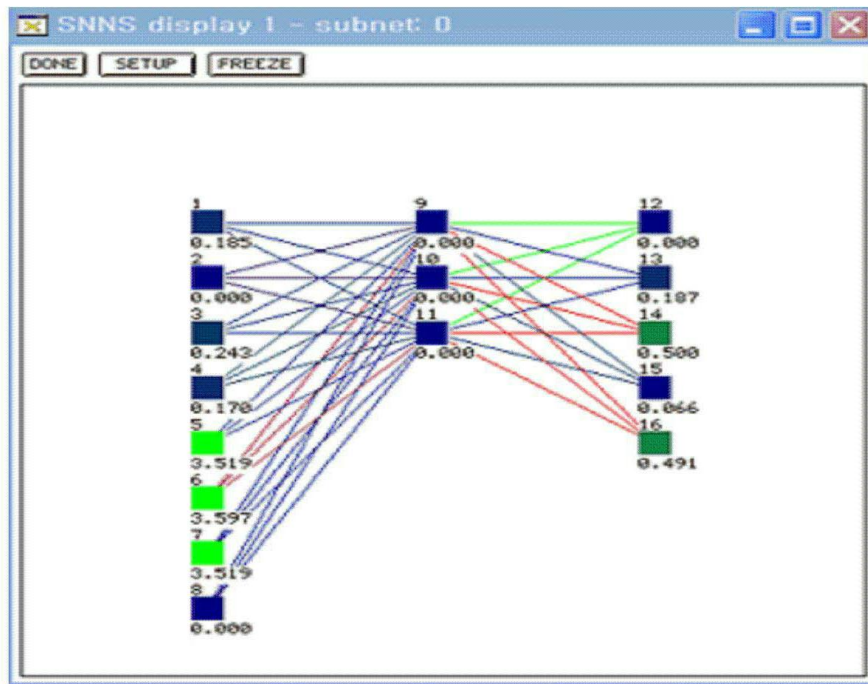 SNNS display 1 - subnet: 0
DONE SETUP FREEZE
1 9 12
0.185 0.000 0.000
2 10 13
0.000 0.000 0.187
3 11 14
0.243 0.000 0.500
4 15
0.170 0.066
5 16
3.519 0.491
6
3.597
7
3.519
8
0.000